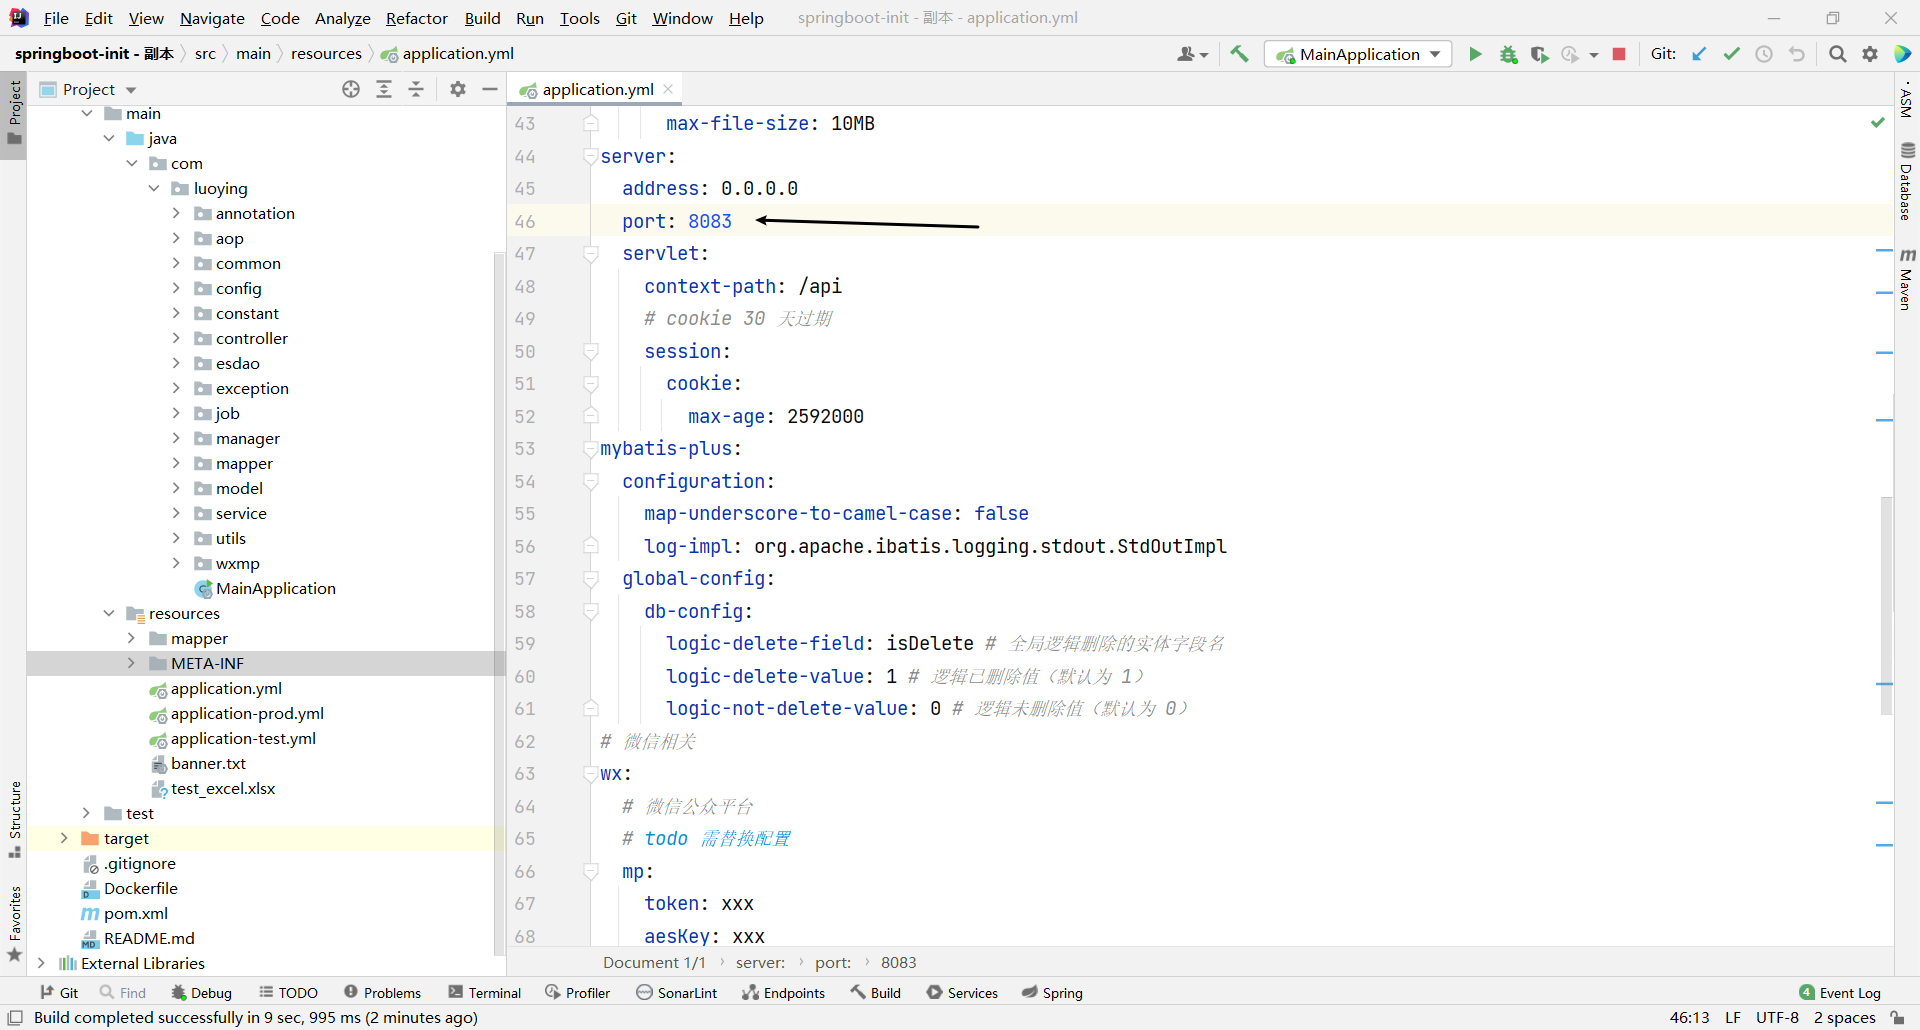 File Edit View Navigate Code Analyze Refactor Build Run Tools Git Window Help springboot-init - 副本 - application.yml
springboot-init - 副本 src main resources application.yml MainApplication Git:
Project application.yml
Project
Structure
Favorites
main
java
com
luoying
annotation
aop
common
config
constant
controller
esdao
exception
job
manager
mapper
model
service
utils
wxmp
MainApplication
resources
mapper
META-INF
application.yml
application-prod.yml
application-test.yml
banner.txt
test_excel.xlsx
test
target
.gitignore
Dockerfile
pom.xml
README.md
External Libraries
43 max-file-size: 10MB
44 server:
45 address: 0.0.0.0
46 port: 8083
47 servlet:
48 context-path: /api
49 # cookie 30 天过期
50 session:
51 cookie:
52 max-age: 2592000
53 mybatis-plus:
54 configuration:
55 map-underscore-to-camel-case: false
56 log-impl: org.apache.ibatis.logging.stdout.StdOutImpl
57 global-config:
58 db-config:
59 logic-delete-field: isDelete # 全局逻辑删除的实体字段名
60 logic-delete-value: 1 # 逻辑已删除值（默认为 1）
61 logic-not-delete-value: 0 # 逻辑未删除值（默认为 0）
62 # 微信相关
63 wx:
64 # 微信公众平台
65 # todo 需替换配置
66 mp:
67 token: xxx
68 aesKey: xxx
ASM
Database
Maven
Document 1/1 server: port: 8083
Git Find Debug TODO Problems Terminal Profiler SonarLint Endpoints Build Services Spring 4 Event Log
Build completed successfully in 9 sec, 995 ms (2 minutes ago) 46:13 LF UTF-8 2 spaces